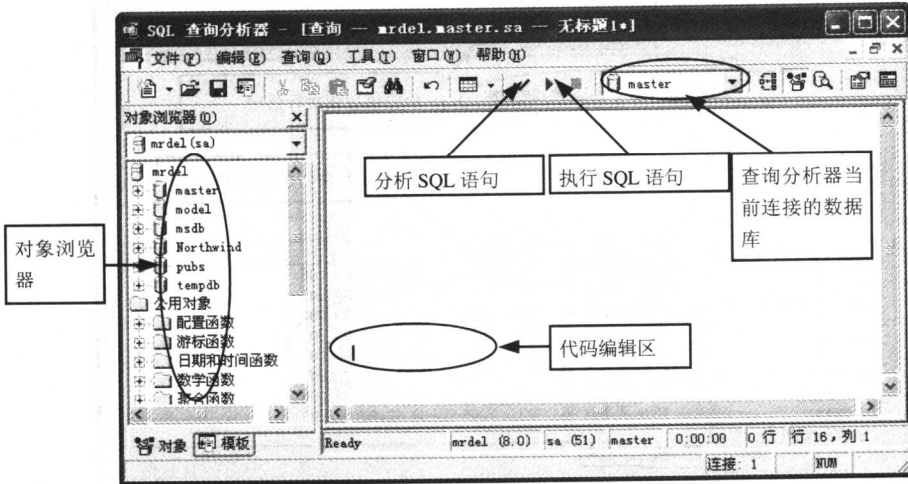 SQL 查询分析器 - [查询 — mrdel.master.sa — 无标题1*]
文件(F) 编辑(E) 查询(Q) 工具(T) 窗口(W) 帮助(H)
master
对象浏览器(O)
mrdel(sa)
mrdel
master
model
msdb
Northwind
pubs
tempdb
公用对象
配置函数
游标函数
日期和时间函数
数学函数
聚合函数
对象 模板
对象浏览
器
分析 SQL 语句
执行 SQL 语句
查询分析器当
前连接的数据
库
代码编辑区
Ready mrdel (8.0) sa (51) master 0:00:00 0 行 行 16，列 1
连接: 1 NUM